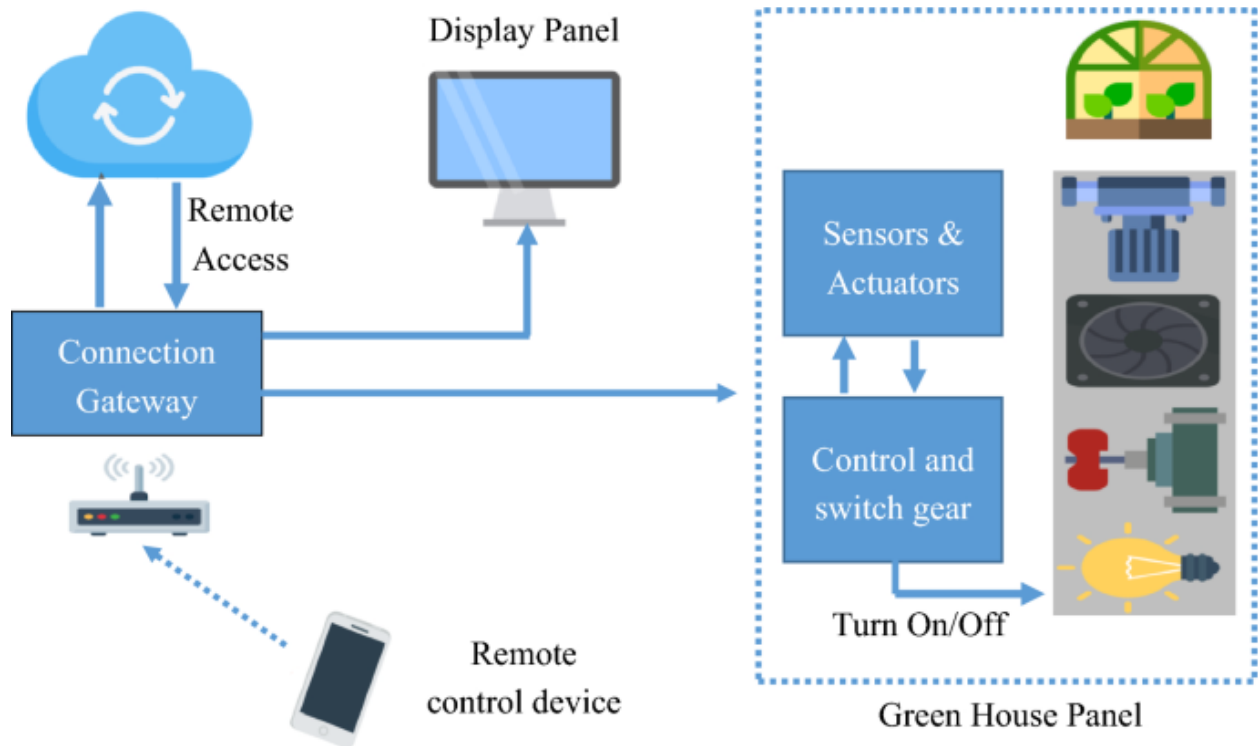 Display Panel
Remote
Access
Connection
Gateway
Sensors &
Actuators
Control and
switch gear
Turn On/Off
Remote
control device
Green House Panel